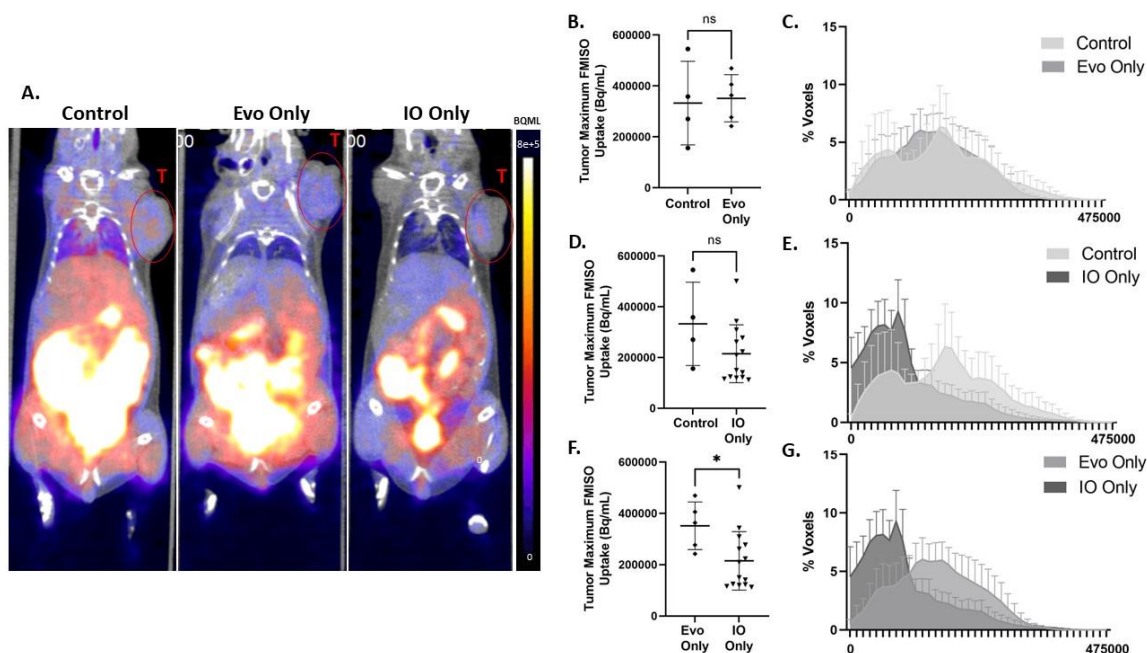 A.
Control
Evo Only
IO Only
BQML
8e+5
00
T
00
T
T
0
0
B.
ns
Tumor Maximum FMISO
Uptake (Bq/mL)
600000
400000
200000
0
Control
Evo
Only
C.
Control
Evo Only
% Voxels
15
10
5
0
0
475000
D.
ns
Tumor Maximum FMISO
Uptake (Bq/mL)
600000
400000
200000
0
Control
IO
Only
E.
Control
IO Only
% Voxels
15
10
5
0
0
475000
F.
*
Tumor Maximum FMISO
Uptake (Bq/mL)
600000
400000
200000
0
Evo
Only
IO
Only
G.
Evo Only
IO Only
% Voxels
15
10
5
0
0
475000